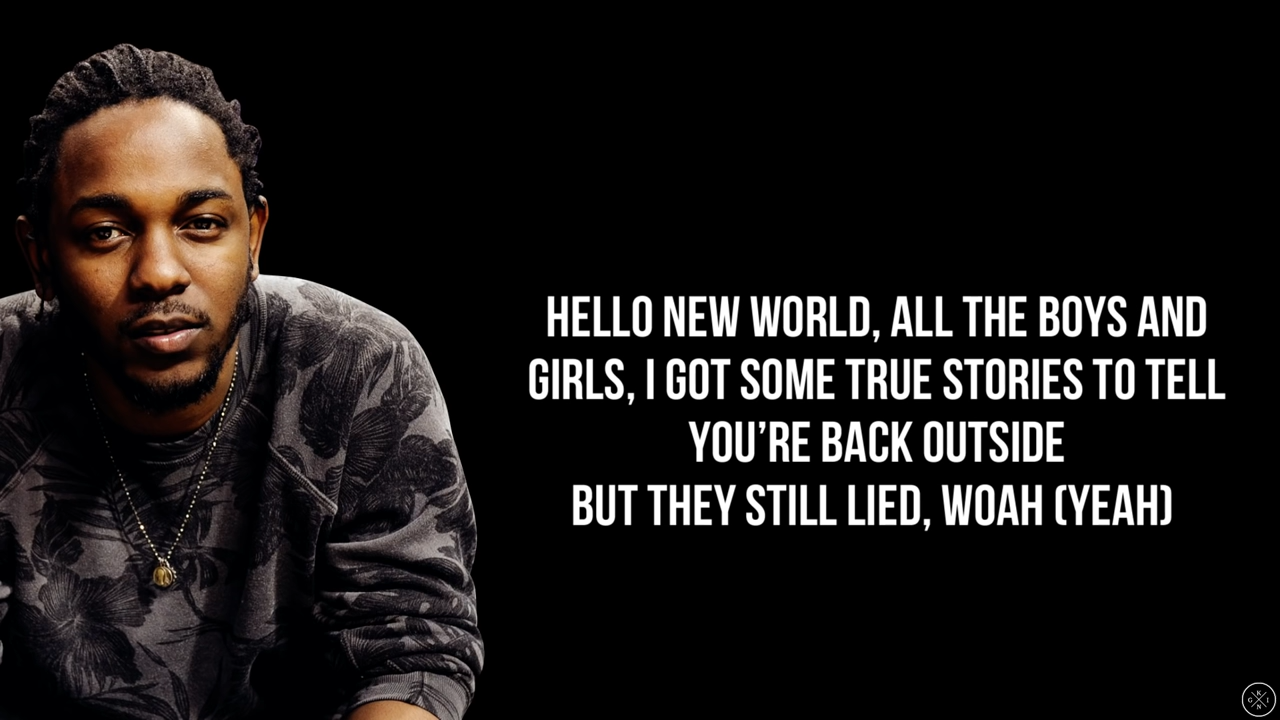 HELLO NEW WORLD, ALL THE BOYS AND
GIRLS, I GOT SOME TRUE STORIES TO TELL
YOU’RE BACK OUTSIDE
BUT THEY STILL LIED, WOAH (YEAH)
K
G I
N